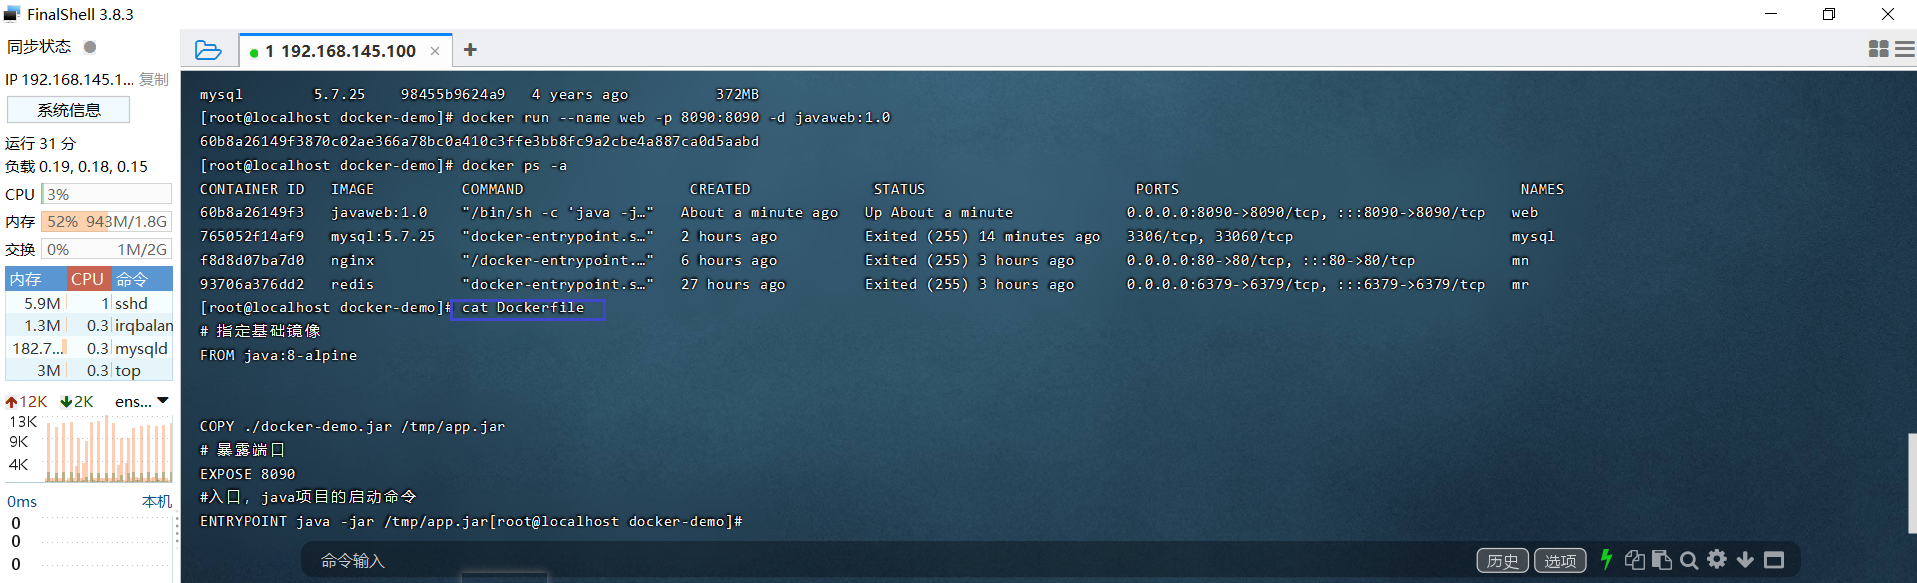 FinalShell 3.8.3
同步状态
IP 192.168.145.1... 复制
系统信息
运行 31 分
负载 0.19, 0.18, 0.15
CPU 3%
内存 52% 943M/1.8G
交换 0% 1M/2G
内存 CPU 命令
5.9M 1 sshd
1.3M 0.3 irqbalan
182.7... 0.3 mysqld
3M 0.3 top
12K 2K ens...
13K
9K
4K
0ms 本机
0
0
0
1 192.168.145.100 × +
mysql 5.7.25 98455b9624a9 4 years ago 372MB
[root@localhost docker-demo]# docker run --name web -p 8090:8090 -d javaweb:1.0
60b8a26149f3870c02ae366a78bc0a410c3ffe3bb8fc9a2cbe4a887ca0d5aabd
[root@localhost docker-demo]# docker ps -a
CONTAINER ID IMAGE COMMAND CREATED STATUS PORTS NAMES
60b8a26149f3 javaweb:1.0 "/bin/sh -c 'java -j…" About a minute ago Up About a minute 0.0.0.0:8090->8090/tcp, :::8090->8090/tcp web
765052f14af9 mysql:5.7.25 "docker-entrypoint.s…" 2 hours ago Exited (255) 14 minutes ago 3306/tcp, 33060/tcp mysql
f8d8d07ba7d0 nginx "/docker-entrypoint.…" 6 hours ago Exited (255) 3 hours ago 0.0.0.0:80->80/tcp, :::80->80/tcp mn
93706a376dd2 redis "docker-entrypoint.s…" 27 hours ago Exited (255) 3 hours ago 0.0.0.0:6379->6379/tcp, :::6379->6379/tcp mr
[root@localhost docker-demo]# cat Dockerfile
# 指定基础镜像
FROM java:8-alpine
COPY ./docker-demo.jar /tmp/app.jar
# 暴露端口
EXPOSE 8090
#入口，java项目的启动命令
ENTRYPOINT java -jar /tmp/app.jar[root@localhost docker-demo]#
命令输入
历史 选项